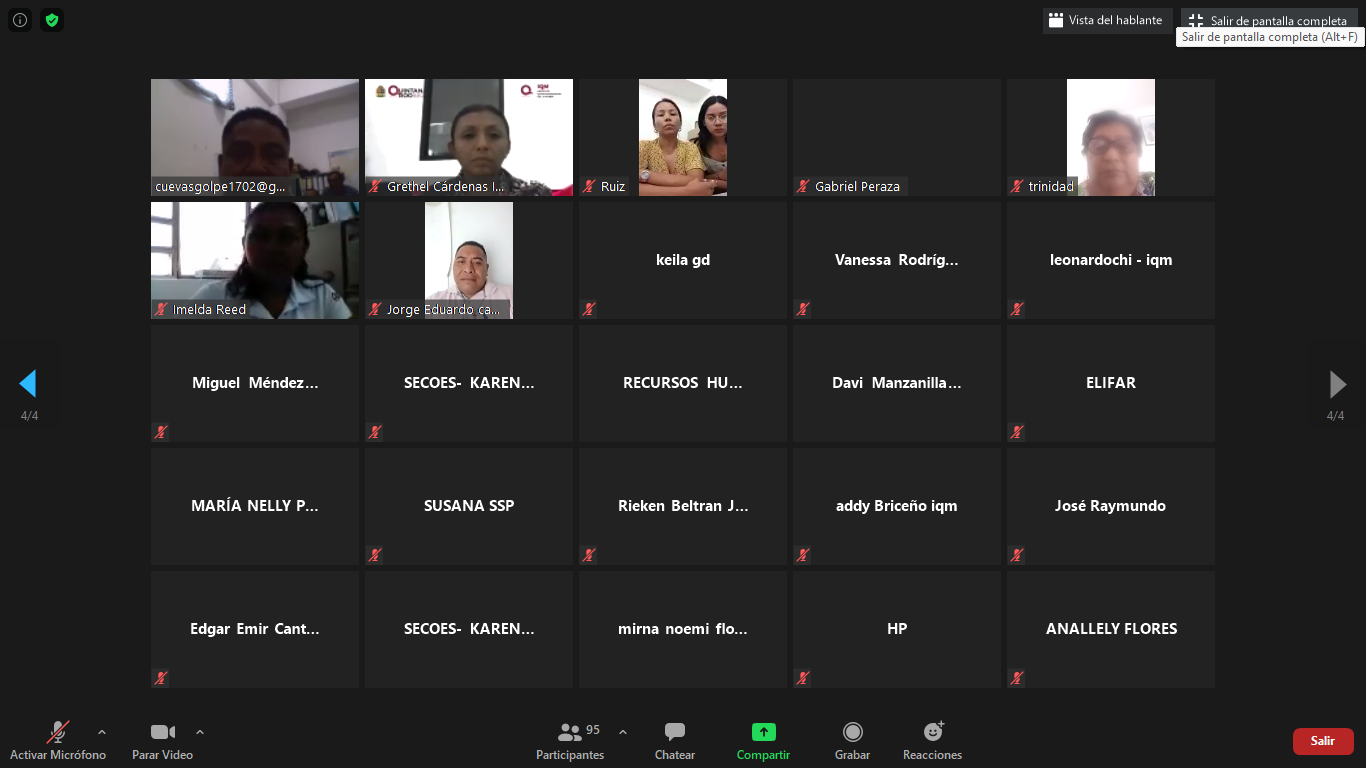 Vista del hablante
Salir de pantalla completa
Salir de pantalla completa (Alt+F)
cuevasgolpe1702@g...
QUINTANA
ROO
IQM
Grethel Cárdenas I...
Ruiz
Gabriel Peraza
trinidad
Imelda Reed
Jorge Eduardo ca...
keila gd
Vanessa Rodríg...
leonardochi - iqm
Miguel Méndez...
SECOES- KAREN...
RECURSOS HU...
Davi Manzanilla...
ELIFAR
MARÍA NELLY P...
SUSANA SSP
Rieken Beltran J...
addy Briceño iqm
José Raymundo
Edgar Emir Cant...
SECOES- KAREN...
mirna noemi flo...
HP
ANALLELY FLORES
4/4
4/4
Activar Micrófono
Parar Video
95
Participantes
Chatear
Compartir
Grabar
Reacciones
Salir